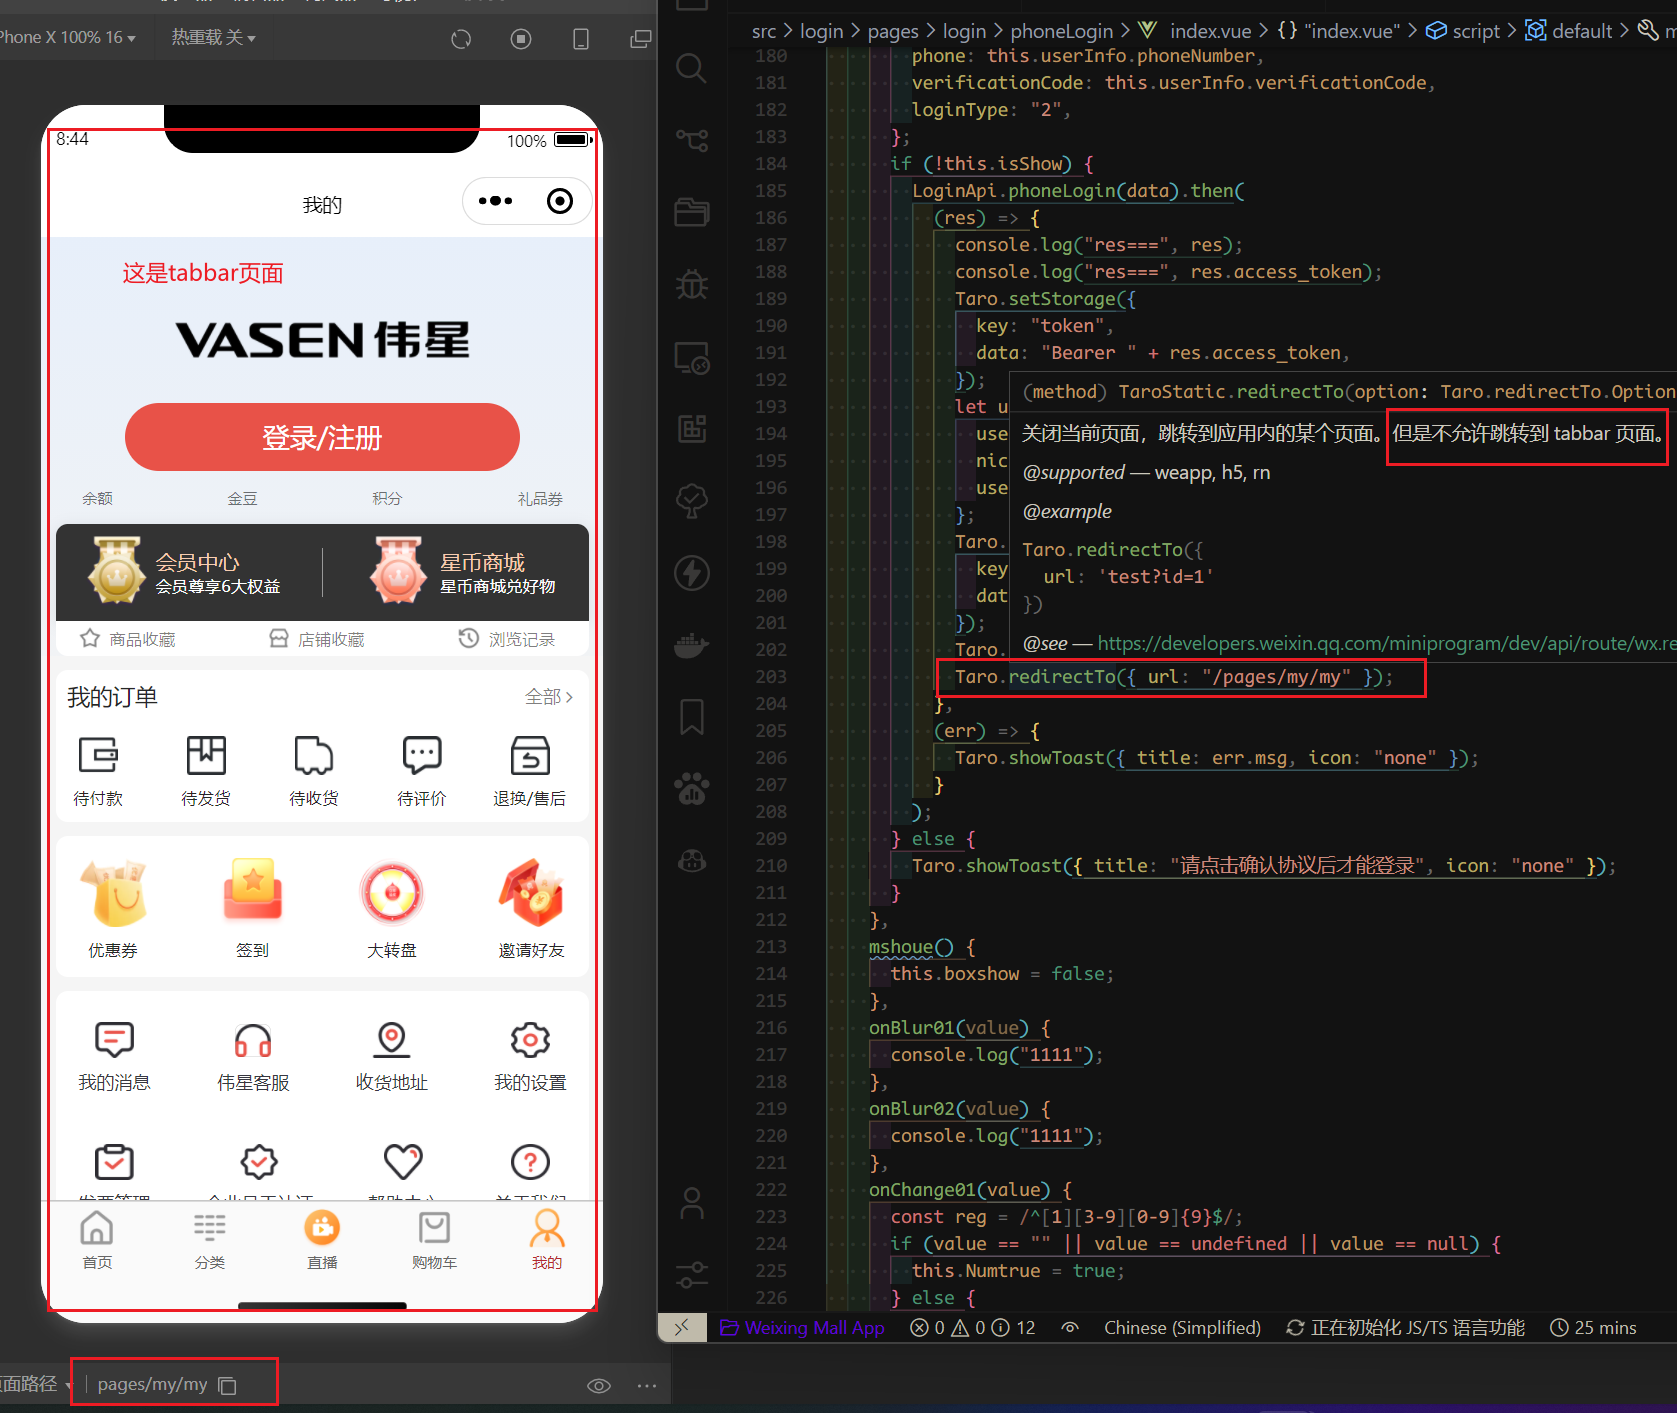 Phone X 100% 16
热重载 关
8:44
100%
我的
这是tabbar页面
VASEN 伟星
登录/注册
余额
金豆
积分
礼品券
会员中心
会员尊享6大权益
星币商城
星币商城兑好物
商品收藏
店铺收藏
浏览记录
我的订单
全部
待付款
待发货
待收货
待评价
退换/售后
优惠券
签到
大转盘
邀请好友
我的消息
伟星客服
收货地址
我的设置
首页
分类
直播
购物车
我的
页面路径
pages/my/my
src > login > pages > login > phoneLogin > index.vue > {} "index.vue" > script > default >
180 phone: this.userInfo.phoneNumber,
181 verificationCode: this.userInfo.verificationCode,
182 loginType: "2",
183 };
184 if (!this.isShow) {
185 LoginApi.phoneLogin(data).then(
186 (res) => {
187 console.log("res===", res);
188 console.log("res===", res.access_token);
189 Taro.setStorage({
190 key: "token",
191 data: "Bearer " + res.access_token,
192 });
193 let u
194 use
195 nic
196 use
197 };
198 Taro.
199 key
200 dat
201 });
202 Taro.
203 Taro.redirectTo({ url: "/pages/my/my" });
204 },
205 (err) => {
206 Taro.showToast({ title: err.msg, icon: "none" });
207 }
208 );
209 } else {
210 Taro.showToast({ title: "请点击确认协议后才能登录", icon: "none" });
211 }
212 },
213 mshoue() {
214 this.boxshow = false;
215 },
216 onBlur01(value) {
217 console.log("1111");
218 },
219 onBlur02(value) {
220 console.log("1111");
221 },
222 onChange01(value) {
223 const reg = /^[1][3-9][0-9]{9}$/;
224 if (value == "" || value == undefined || value == null) {
225 this.Numtrue = true;
226 } else {
(method) TaroStatic.redirectTo(option: Taro.redirectTo.Option
关闭当前页面，跳转到应用内的某个页面。但是不允许跳转到 tabbar 页面。
@supported — weapp, h5, rn
@example
Taro.redirectTo({
url: 'test?id=1'
})
@see — https://developers.weixin.qq.com/miniprogram/dev/api/route/wx.re
Weixing Mall App
0
0
12
Chinese (Simplified)
正在初始化 JS/TS 语言功能
25 mins